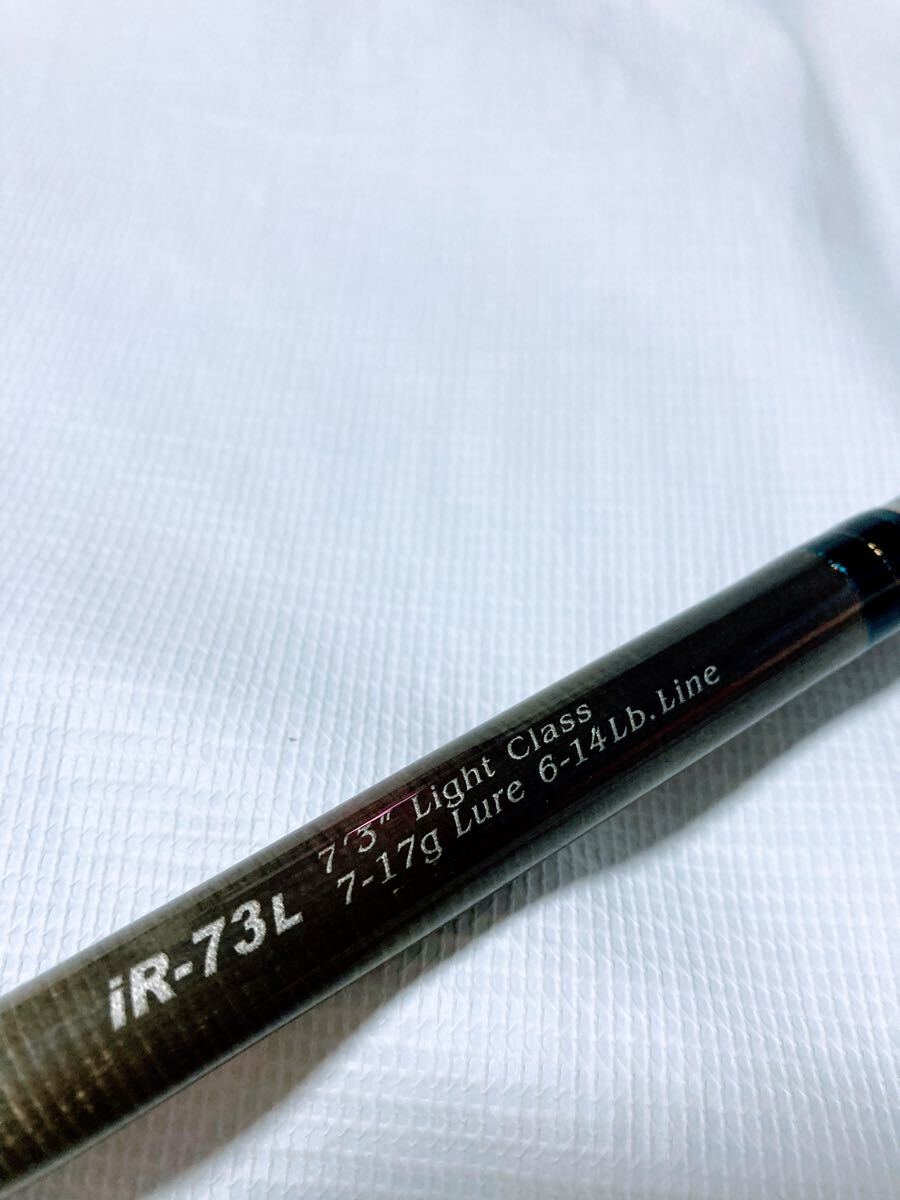 iR-73L
7'3" Light Class
7-17g Lure 6-14Lb.Line